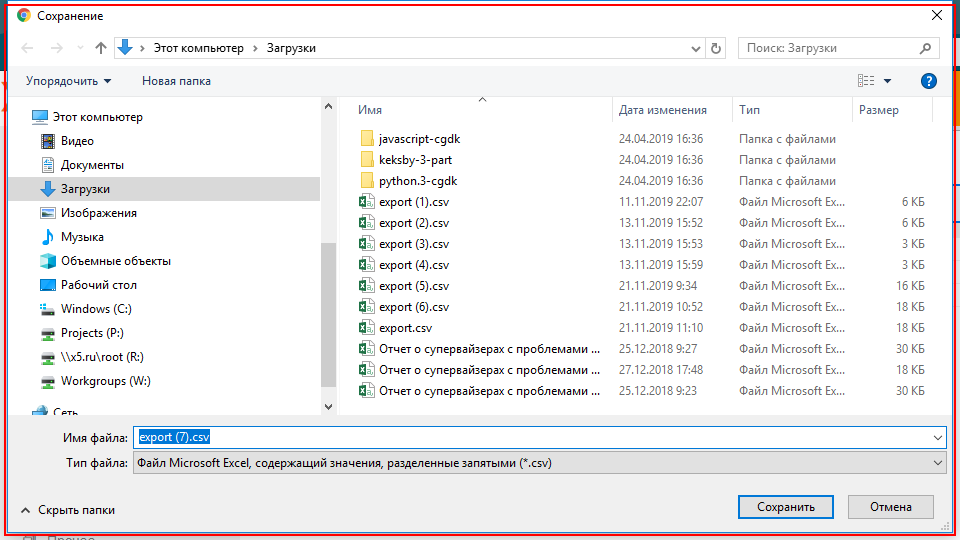 Сохранение
Этот компьютер > Загрузки
Поиск: Загрузки
Упорядочить
Новая папка
?
Этот компьютер
Видео
Документы
Загрузки
Изображения
Музыка
Объемные объекты
Рабочий стол
Windows (C:)
Projects (P:)
\\x5.ru\root (R:)
Workgroups (W:)
Сеть
Имя Дата изменения Тип Размер
javascript-cgdk 24.04.2019 16:36 Папка с файлами
keksby-3-part 24.04.2019 16:36 Папка с файлами
python.3-cgdk 24.04.2019 16:36 Папка с файлами
export (1).csv 11.11.2019 22:07 Файл Microsoft Ex... 6 КБ
export (2).csv 13.11.2019 15:52 Файл Microsoft Ex... 6 КБ
export (3).csv 13.11.2019 15:53 Файл Microsoft Ex... 3 КБ
export (4).csv 13.11.2019 15:59 Файл Microsoft Ex... 3 КБ
export (5).csv 21.11.2019 9:34 Файл Microsoft Ex... 16 КБ
export (6).csv 21.11.2019 10:52 Файл Microsoft Ex... 18 КБ
export.csv 21.11.2019 11:10 Файл Microsoft Ex... 18 КБ
Отчет о супервайзерах с проблемами ... 25.12.2018 9:27 Файл Microsoft Ex... 30 КБ
Отчет о супервайзерах с проблемами ... 27.12.2018 17:48 Файл Microsoft Ex... 18 КБ
Отчет о супервайзерах с проблемами ... 25.12.2018 9:23 Файл Microsoft Ex... 30 КБ
Имя файла: export (7).csv
Тип файла: Файл Microsoft Excel, содержащий значения, разделенные запятыми (*.csv)
Скрыть папки
Сохранить
Отмена
Прочее